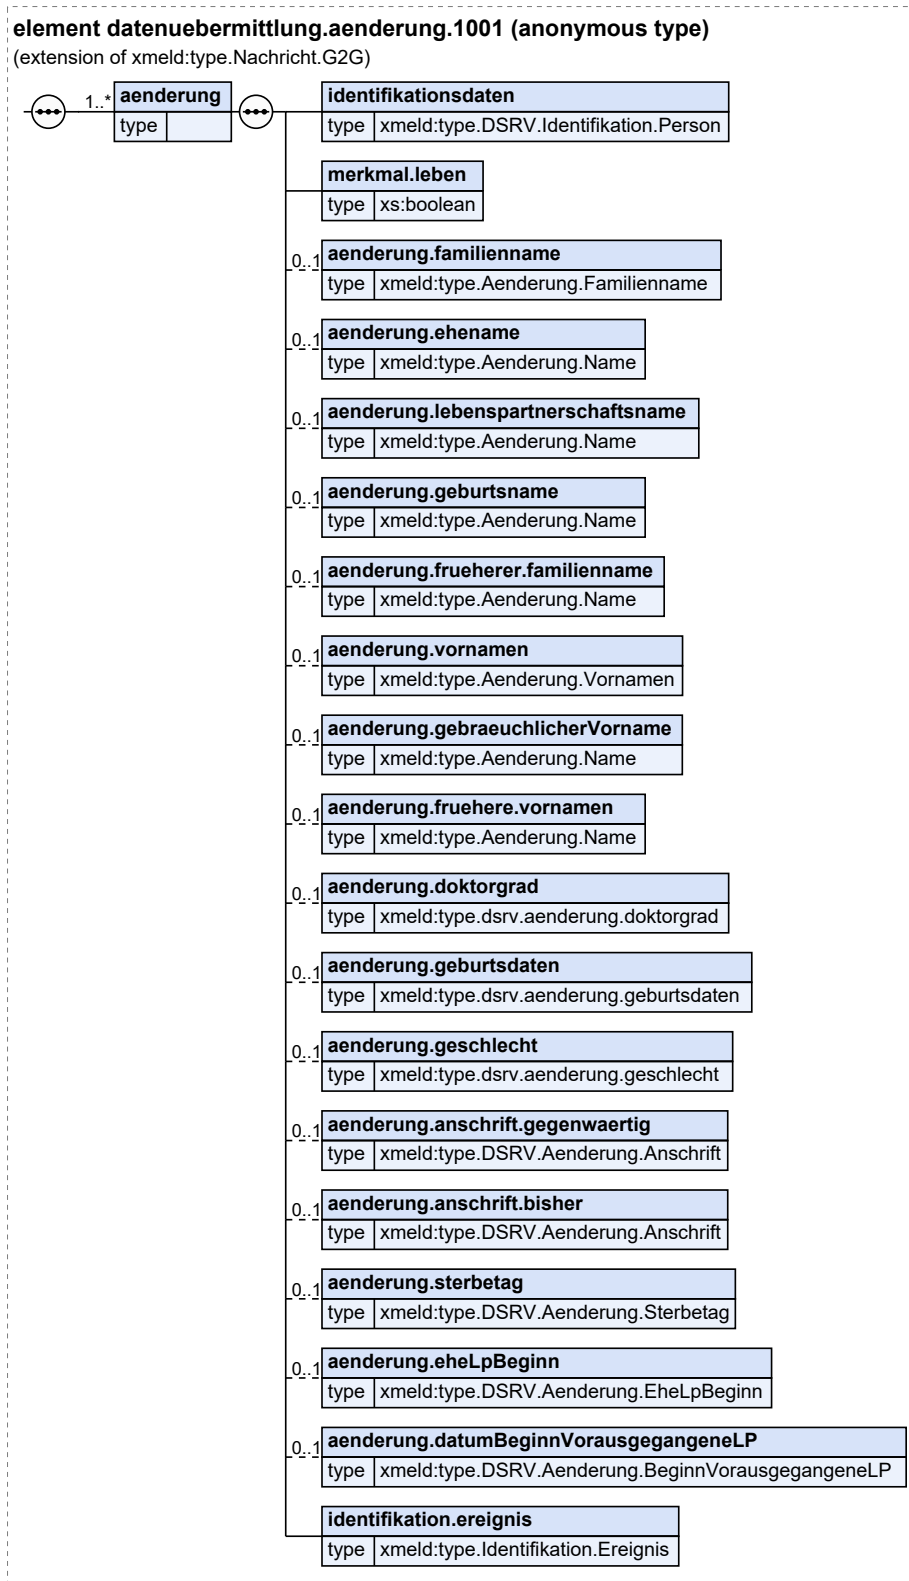 element datenuebermittlung.aenderung.1001 (anonymous type)
(extension of xmeld:type.Nachricht.G2G)
1..*
aenderung
type
identifikationsdaten
type xmeld:type.DSRV.Identifikation.Person
merkmal.leben
type xs:boolean
0..1
aenderung.familienname
type xmeld:type.Aenderung.Familienname
0..1
aenderung.ehename
type xmeld:type.Aenderung.Name
0..1
aenderung.lebenspartnerschaftsname
type xmeld:type.Aenderung.Name
0..1
aenderung.geburtsname
type xmeld:type.Aenderung.Name
0..1
aenderung.frueherer.familienname
type xmeld:type.Aenderung.Name
0..1
aenderung.vornamen
type xmeld:type.Aenderung.Vornamen
0..1
aenderung.gebraeuchlicherVorname
type xmeld:type.Aenderung.Name
0..1
aenderung.fruehere.vornamen
type xmeld:type.Aenderung.Name
0..1
aenderung.doktorgrad
type xmeld:type.dsrv.aenderung.doktorgrad
0..1
aenderung.geburtsdaten
type xmeld:type.dsrv.aenderung.geburtsdaten
0..1
aenderung.geschlecht
type xmeld:type.dsrv.aenderung.geschlecht
0..1
aenderung.anschrift.gegenwaertig
type xmeld:type.DSRV.Aenderung.Anschrift
0..1
aenderung.anschrift.bisher
type xmeld:type.DSRV.Aenderung.Anschrift
0..1
aenderung.sterbetag
type xmeld:type.DSRV.Aenderung.Sterbetag
0..1
aenderung.eheLpBeginn
type xmeld:type.DSRV.Aenderung.EheLpBeginn
0..1
aenderung.datumBeginnVorausgegangeneLP
type xmeld:type.DSRV.Aenderung.BeginnVorausgegangeneLP
identifikation.ereignis
type xmeld:type.Identifikation.Ereignis